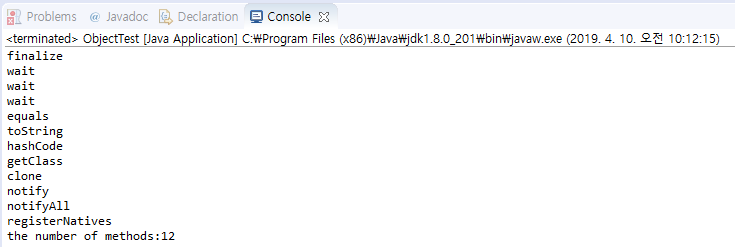 Problems @ Javadoc Declaration Console
<terminated> ObjectTest [Java Application] C:₩Program Files (x86)₩Java₩jdk1.8.0_201₩bin₩javaw.exe (2019. 4. 10. 오전 10:12:15)
finalize
wait
wait
wait
equals
toString
hashCode
getClass
clone
notify
notifyAll
registerNatives
the number of methods:12